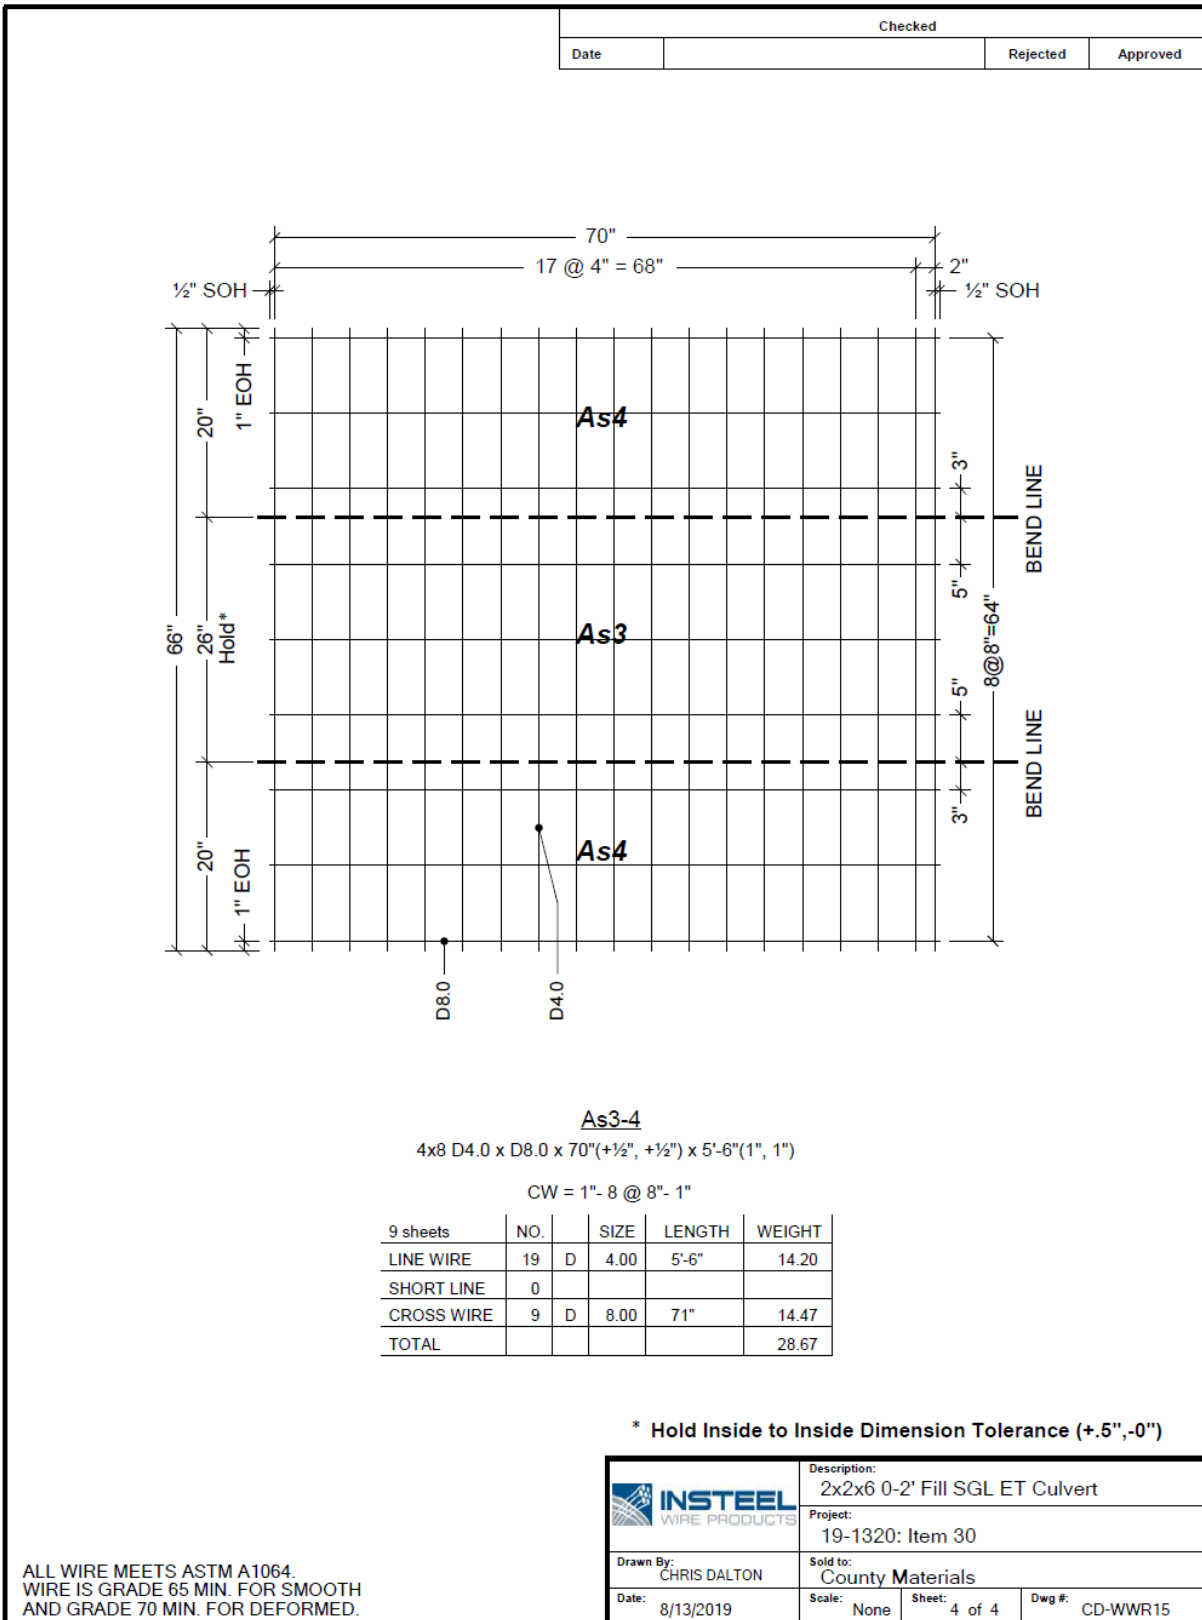 Checked
Date Rejected Approved
70"
17 @ 4" = 68" 2"
½" SOH ½" SOH
1" EOH
20"
As4
3"
BEND LINE
5"
66"
26"
Hold*
As3
8@8"=64"
5"
BEND LINE
3"
20"
1" EOH
As4
D8.0
D4.0
As3-4
4x8 D4.0 x D8.0 x 70"(+½", +½") x 5'-6"(1", 1")
CW = 1"- 8 @ 8"- 1"
9 sheets NO. SIZE LENGTH WEIGHT
LINE WIRE 19 D 4.00 5'-6" 14.20
SHORT LINE 0
CROSS WIRE 9 D 8.00 71" 14.47
TOTAL 28.67
* Hold Inside to Inside Dimension Tolerance (+.5",-0")
INSTEEL
WIRE PRODUCTS
Description:
2x2x6 0-2' Fill SGL ET Culvert
Project:
19-1320: Item 30
Drawn By:
CHRIS DALTON
Sold to:
County Materials
Date:
8/13/2019
Scale:
None
Sheet:
4 of 4
Dwg #:
CD-WWR15
ALL WIRE MEETS ASTM A1064.
WIRE IS GRADE 65 MIN. FOR SMOOTH
AND GRADE 70 MIN. FOR DEFORMED.